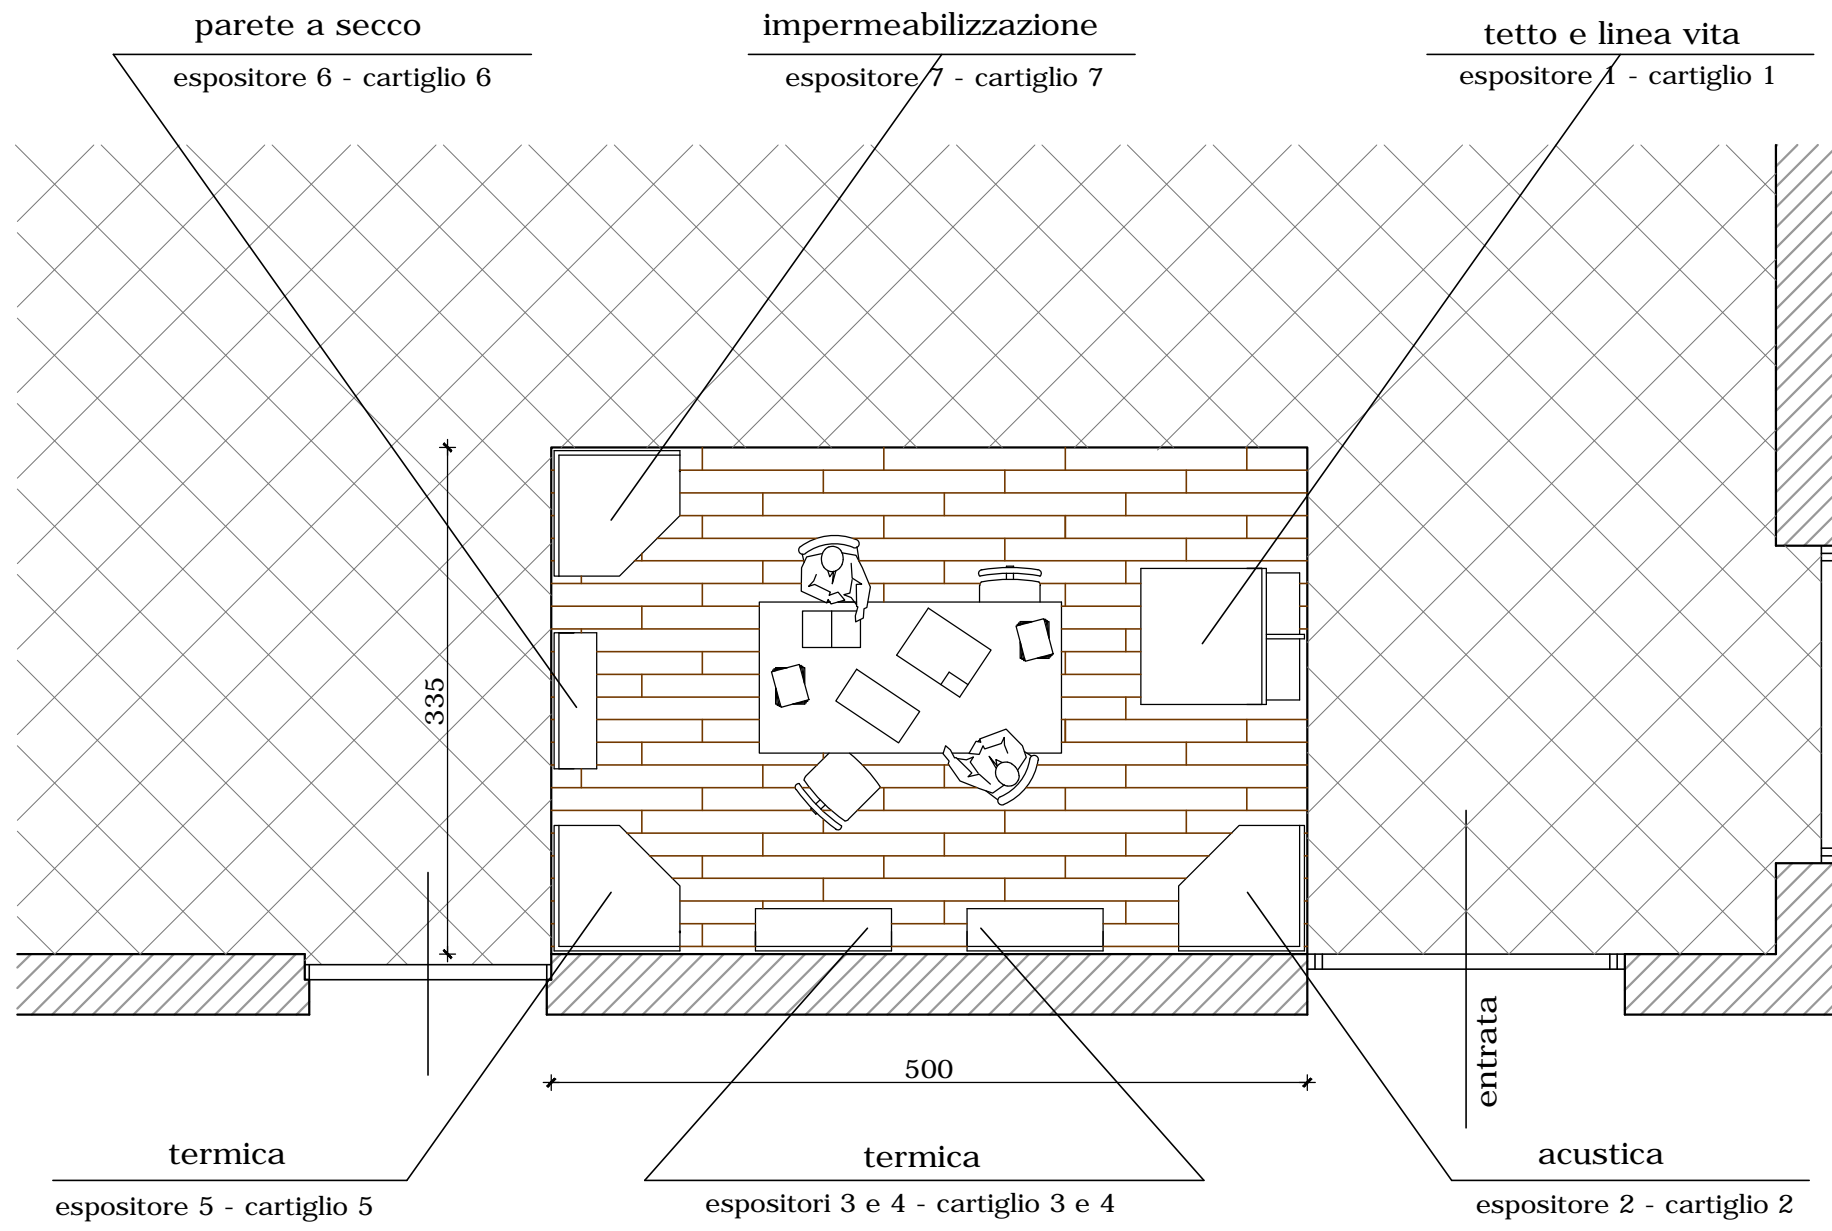 parete a secco
espositore 6 - cartiglio 6
impermeabilizzazione
espositore 7 - cartiglio 7
tetto e linea vita
espositore 1 - cartiglio 1
335
500
entrata
termica
espositore 5 - cartiglio 5
termica
espositori 3 e 4 - cartiglio 3 e 4
acustica
espositore 2 - cartiglio 2